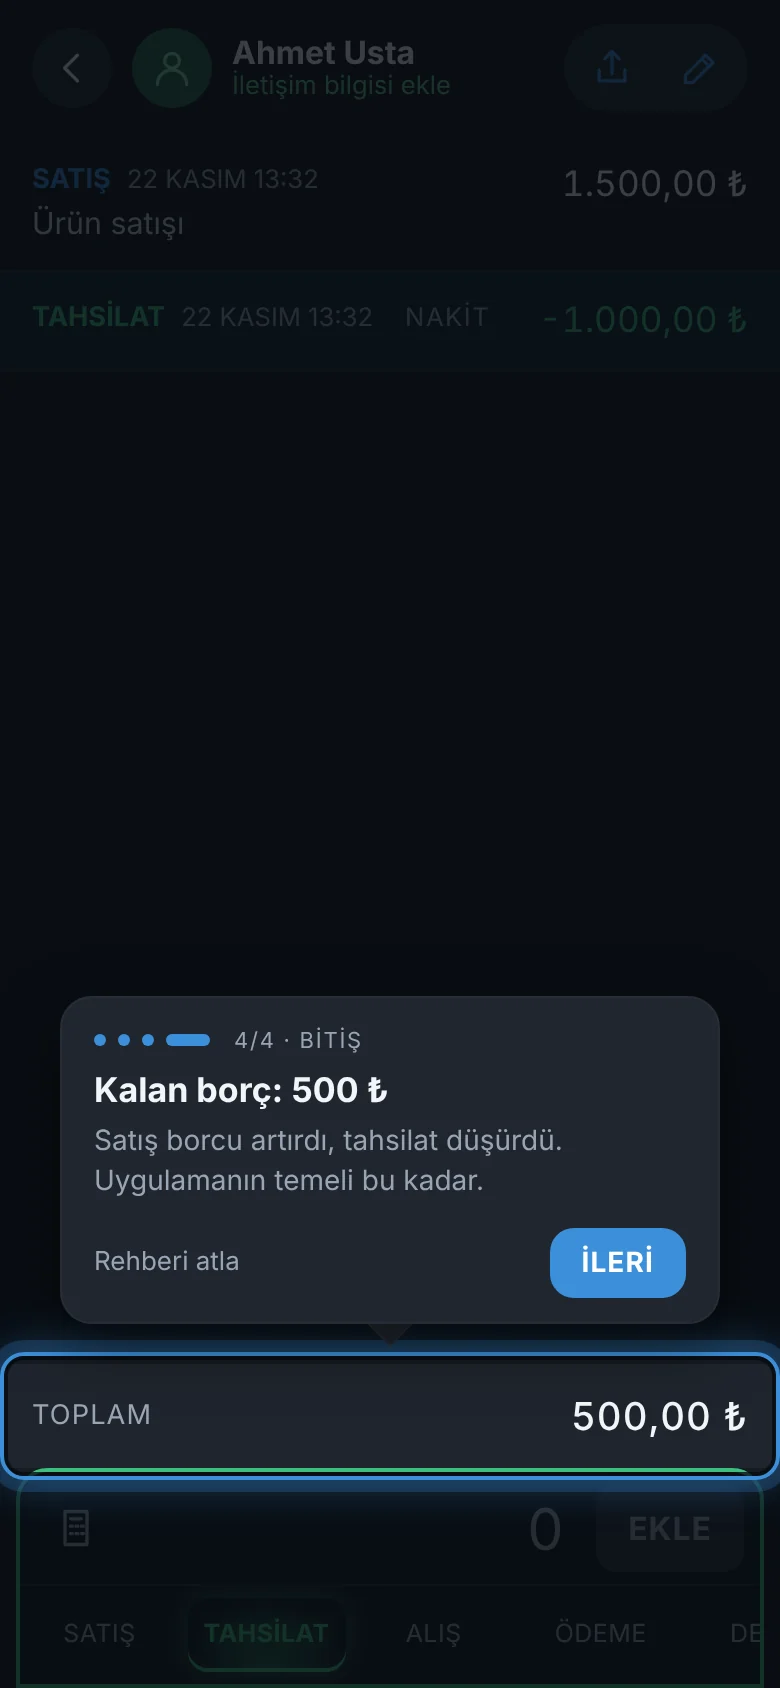 Ahmet Usta
İletişim bilgisi ekle
SATIŞ 22 KASIM 13:32 1.500,00 ₺
Ürün satışı
TAHSİLAT 22 KASIM 13:32 NAKİT -1.000,00 ₺
4/4 · BİTİŞ
Kalan borç: 500 ₺
Satış borcu artırdı, tahsilat düşürdü.
Uygulamanın temeli bu kadar.
Rehberi atla İLERİ
TOPLAM 500,00 ₺
0 EKLE
SATIŞ TAHSİLAT ALIŞ ÖDEME DE